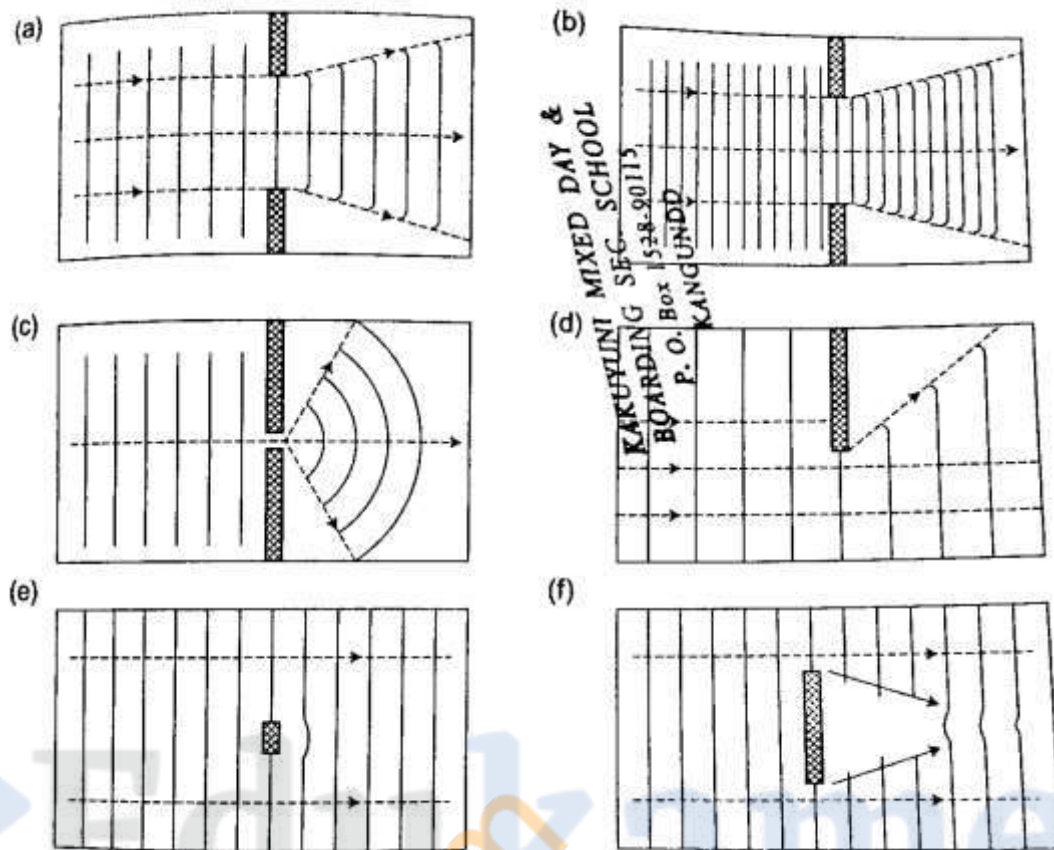 (a)
(b)
KAKUYUNI MIXED DAY &
BOARDING SEC. SCHOOL
P. O. Box 1528-90115
KANGUNDO
(c)
(d)
(e)
(f)